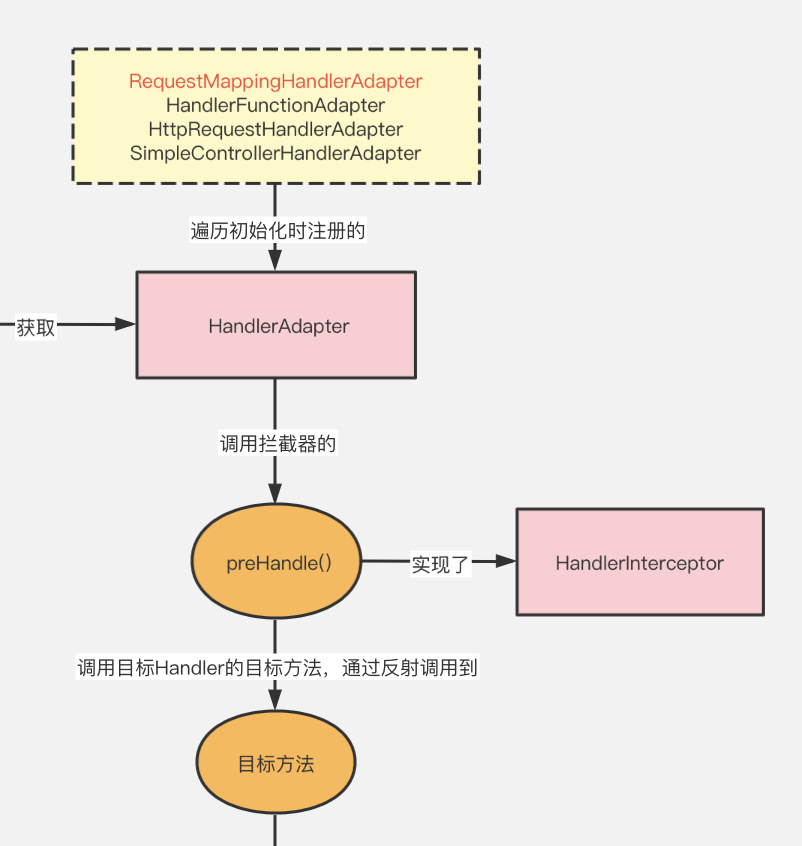 RequestMappingHandlerAdapter
HandlerFunctionAdapter
HttpRequestHandlerAdapter
SimpleControllerHandlerAdapter
遍历初始化时注册的
获取
HandlerAdapter
调用拦截器的
preHandle()
实现了
HandlerInterceptor
调用目标Handler的目标方法，通过反射调用到
目标方法